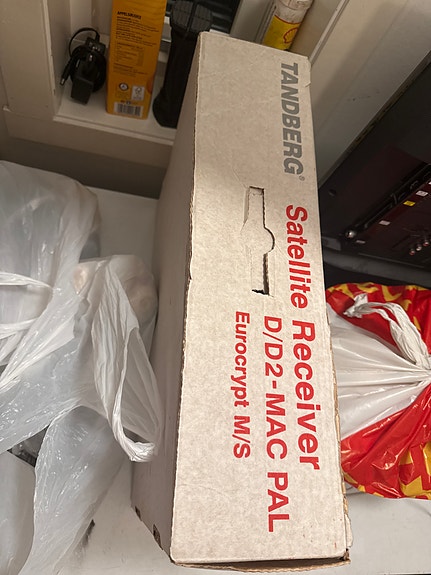 TANDBERG®
Satellite Receiver
D/D2-MAC PAL
Eurocrypt M/S